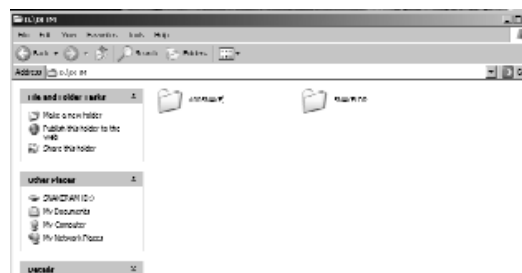 File Edit View Favorites Tools Help
Back Search Folders
Address
File and Folder Tasks
Make a new folder
Publish this folder to the
web
Share this folder
Other Places
My Documents
My Computer
My Network Places
Details